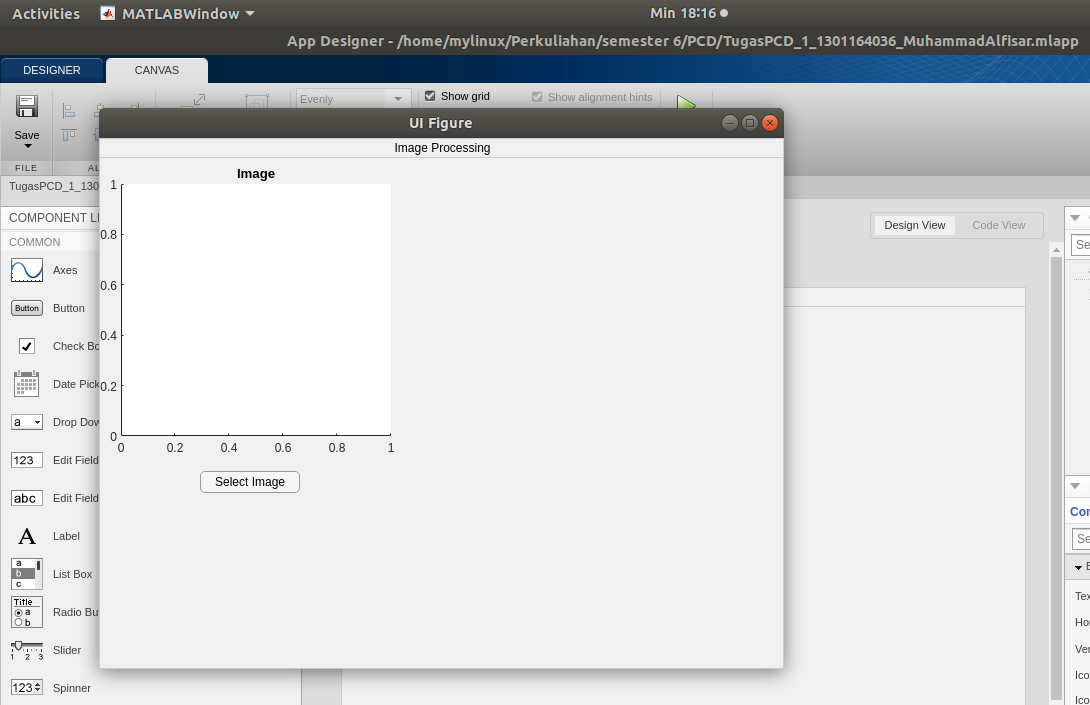 Activities
MATLABWindow
Min 18:16
App Designer - /home/mylinux/Perkuliahan/semester 6/PCD/TugasPCD_1_1301164036_MuhammadAlfisar.mlapp
DESIGNER
CANVAS
Evenly
Show grid
Show alignment hints
Save
FILE
AL
UI Figure
Image Processing
TugasPCD_1_130
Image
COMPONENT LI
COMMON
Axes
Button
Button
Check Bo
Date Pick
a
Drop Dow
123
Edit Field
abc
Edit Field
A
Label
a
b
c
List Box
Title
a
b
Radio Bu
1 2 3
Slider
123
Spinner
1
0.8
0.6
0.4
0.2
0
0 0.2 0.4 0.6 0.8 1
Select Image
Design View
Code View
Se
Cor
Se
Tex
Hor
Ver
Ico
Ico